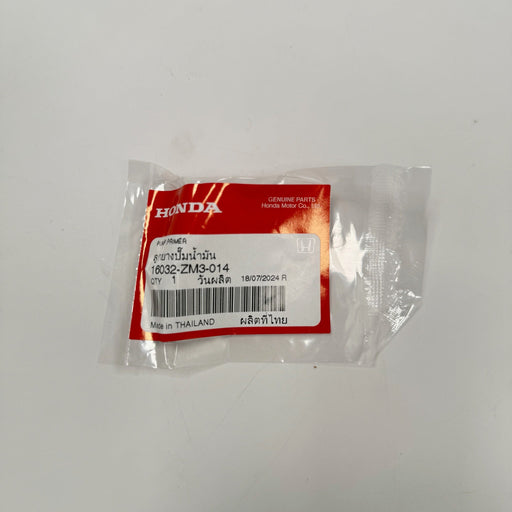 HONDA
GENUINE PARTS
Honda Motor Co.,
PRIMER
ลูกยางปั๊มน้ำมัน
16032-ZM3-014
QTY 1 วันผลิต 18/07/2024 R
Made in THAILAND ผลิตที่ไทย